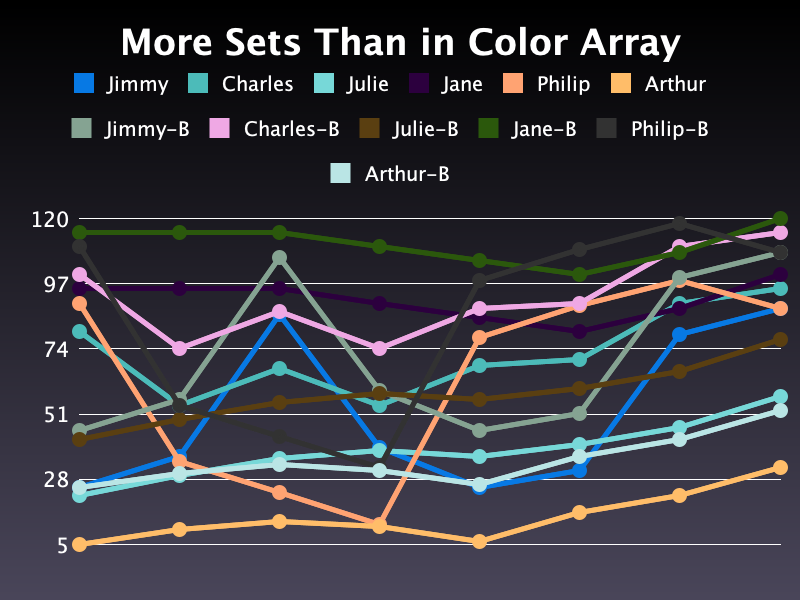 More Sets Than in Color Array
Jimmy Charles Julie Jane Philip Arthur
Jimmy-B Charles-B Julie-B Jane-B Philip-B
Arthur-B
120
97
74
51
28
5